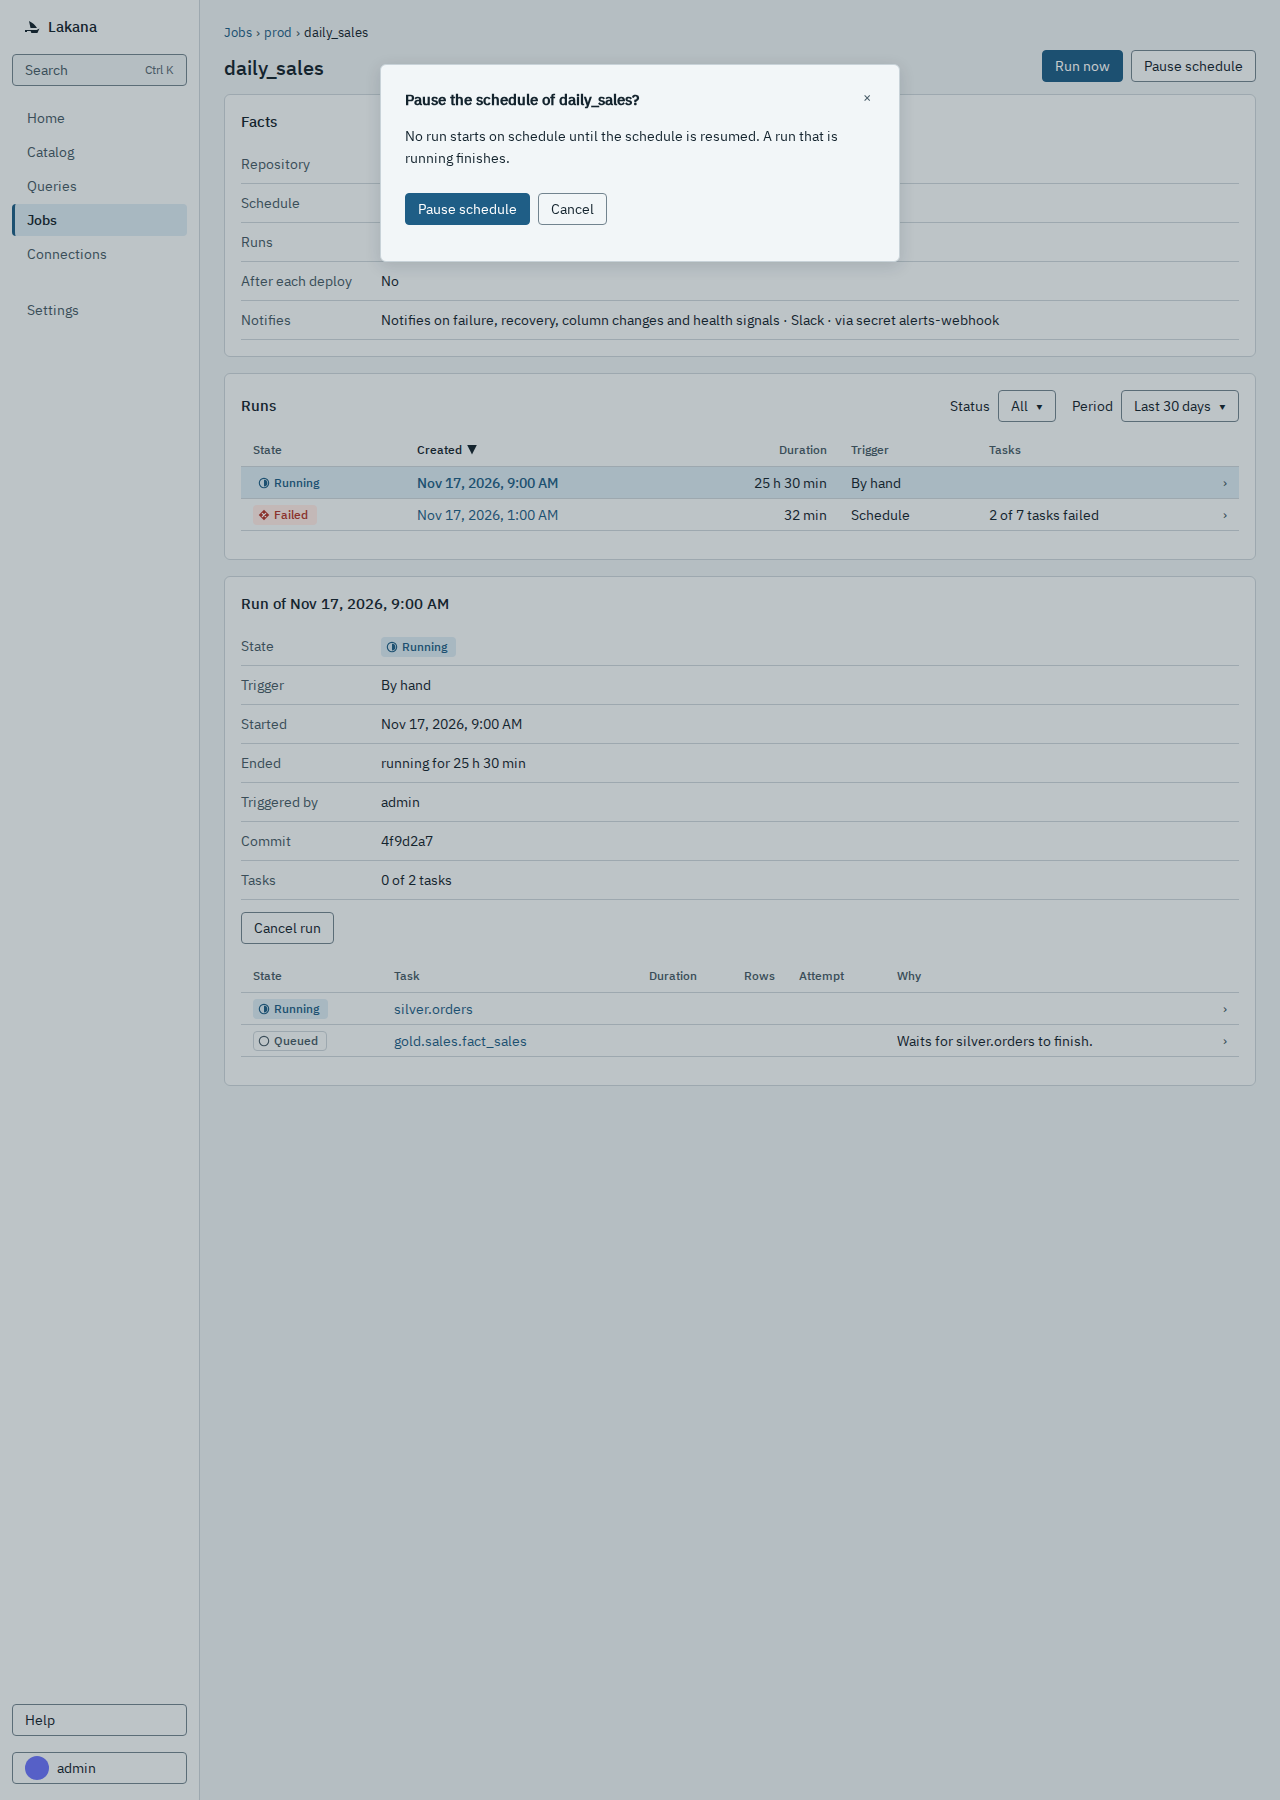 Lakana
Search Ctrl K
Home
Catalog
Queries
Jobs
Connections
Settings
Help
admin
Jobs › prod › daily_sales
daily_sales
Run now
Pause schedule
Pause the schedule of daily_sales?
×
No run starts on schedule until the schedule is resumed. A run that is
running finishes.
Pause schedule
Cancel
Facts
Repository
Schedule
Runs
After each deploy No
Notifies Notifies on failure, recovery, column changes and health signals · Slack · via secret alerts-webhook
Runs
Status All ▾ Period Last 30 days ▾
State Created ▼ Duration Trigger Tasks
Running Nov 17, 2026, 9:00 AM 25 h 30 min By hand ›
Failed Nov 17, 2026, 1:00 AM 32 min Schedule 2 of 7 tasks failed ›
Run of Nov 17, 2026, 9:00 AM
State Running
Trigger By hand
Started Nov 17, 2026, 9:00 AM
Ended running for 25 h 30 min
Triggered by admin
Commit 4f9d2a7
Tasks 0 of 2 tasks
Cancel run
State Task Duration Rows Attempt Why
Running silver.orders ›
Queued gold.sales.fact_sales Waits for silver.orders to finish. ›